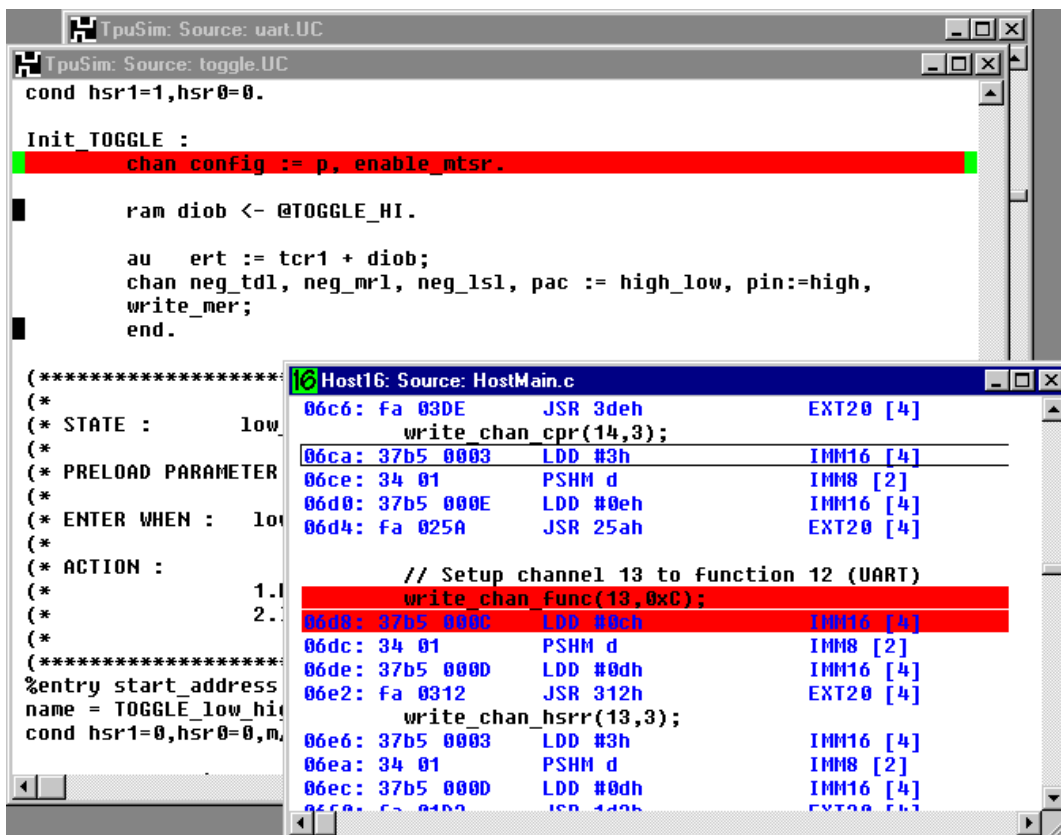 TpuSim: Source: uart.UC
TpuSim: Source: toggle.UC
cond hsr1=1,hsr0=0.
Init_TOGGLE :
chan config := p, enable_mtsr.
ram diob <- @TOGGLE_HI.
au ert := tcr1 + diob;
chan neg_tdl, neg_mrl, neg_lsl, pac := high_low, pin:=high,
write_mer;
end.
(*********************
(*
(* STATE : low_
(*
(* PRELOAD PARAMETER
(*
(* ENTER WHEN : low
(*
(* ACTION :
(* 1.
(* 2.
(*
(*********************
%entry start_address
name = TOGGLE_low_hig
cond hsr1=0,hsr0=0,m
16 Host16: Source: HostMain.c
06c6: fa 03DE JSR 3deh EXT20 [4]
write_chan_cpr(14,3);
06ca: 37b5 0003 LDD #3h IMM16 [4]
06ce: 34 01 PSHM d IMM8 [2]
06d0: 37b5 000E LDD #0eh IMM16 [4]
06d4: fa 025A JSR 25ah EXT20 [4]
// Setup channel 13 to function 12 (UART)
write_chan_func(13,0xC);
06d8: 37b5 000C LDD #0ch IMM16 [4]
06dc: 34 01 PSHM d IMM8 [2]
06de: 37b5 000D LDD #0dh IMM16 [4]
06e2: fa 0312 JSR 312h EXT20 [4]
write_chan_hsrr(13,3);
06e6: 37b5 0003 LDD #3h IMM16 [4]
06ea: 34 01 PSHM d IMM8 [2]
06ec: 37b5 000D LDD #0dh IMM16 [4]